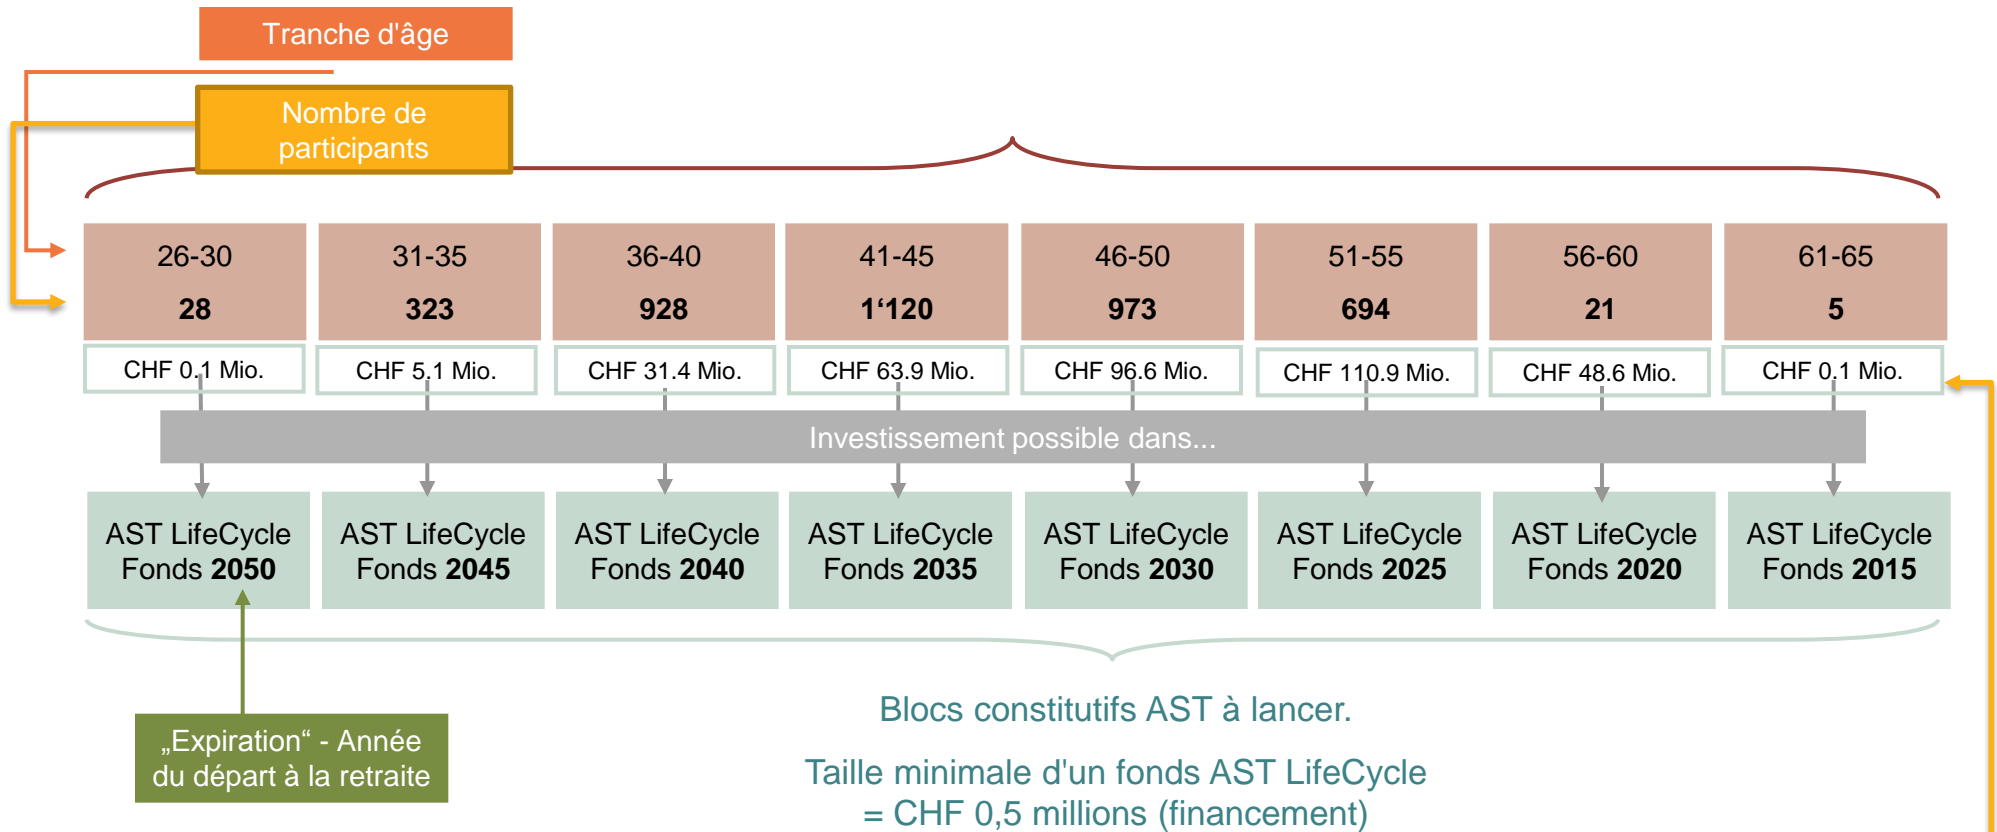 Tranche d'âge
Nombre de
participants
26-30 31-35 36-40 41-45 46-50 51-55 56-60 61-65
28 323 928 1‘120 973 694 21 5
CHF 0.1 Mio. CHF 5.1 Mio. CHF 31.4 Mio. CHF 63.9 Mio. CHF 96.6 Mio. CHF 110.9 Mio. CHF 48.6 Mio. CHF 0.1 Mio.
Investissement possible dans...
AST LifeCycle AST LifeCycle AST LifeCycle AST LifeCycle AST LifeCycle AST LifeCycle AST LifeCycle AST LifeCycle
Fonds 2050 Fonds 2045 Fonds 2040 Fonds 2035 Fonds 2030 Fonds 2025 Fonds 2020 Fonds 2015
„Expiration“ - Année
du départ à la retraite
Blocs constitutifs AST à lancer.
Taille minimale d'un fonds AST LifeCycle
= CHF 0,5 millions (financement)